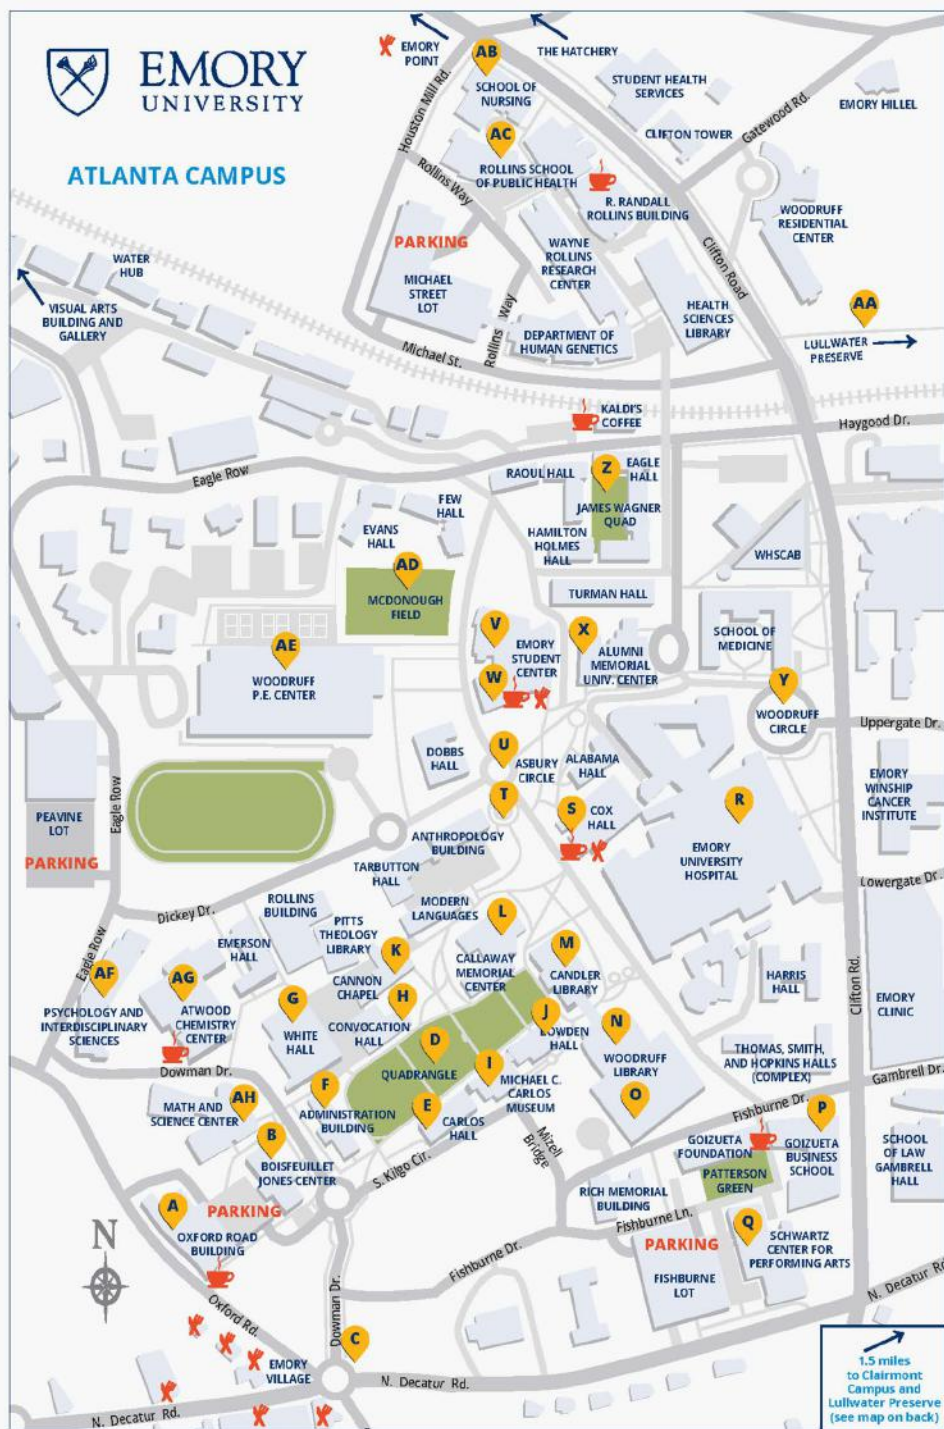 EMORY
UNIVERSITY
ATLANTA CAMPUS
EMORY
POINT
THE HATCHERY
AB
SCHOOL OF
NURSING
STUDENT HEALTH
SERVICES
EMORY HILLEL
Houston Mill Rd.
Gatewood Rd.
CLIFTON TOWER
AC
ROLLINS SCHOOL
OF PUBLIC HEALTH
Rollins Way
R. RANDALL
ROLLINS BUILDING
WOODRUFF
RESIDENTIAL
CENTER
PARKING
MICHAEL
STREET
LOT
WAYNE
ROLLINS
RESEARCH
CENTER
Clifton Road
WATER
HUB
VISUAL ARTS
BUILDING AND
GALLERY
Rollins Way
HEALTH
SCIENCES
LIBRARY
AA
LULLWATER
PRESERVE
DEPARTMENT OF
HUMAN GENETICS
Michael St.
KALDI'S
COFFEE
Haygood Dr.
Eagle Row
RAOUL HALL
Z
EAGLE
HALL
JAMES WAGNER
QUAD
FEW
HALL
EVANS
HALL
HAMILTON
HOLMES
HALL
WHSCAB
AD
MCDONOUGH
FIELD
TURMAN HALL
AE
WOODRUFF
P.E. CENTER
V
EMORY
STUDENT
CENTER
W
X
ALUMNI
MEMORIAL
UNIV. CENTER
SCHOOL OF
MEDICINE
Y
WOODRUFF
CIRCLE
Uppergate Dr.
DOBBS
HALL
U
ASBURY
CIRCLE
ALABAMA
HALL
T
S
COX
HALL
R
EMORY
UNIVERSITY
HOSPITAL
EMORY
WINSHIP
CANCER
INSTITUTE
Eagle Row
PEAVINE
LOT
PARKING
ANTHROPOLOGY
BUILDING
TARBUTTON
HALL
Lowergate Dr.
Dickey Dr.
ROLLINS
BUILDING
MODERN
LANGUAGES
L
PITTS
THEOLOGY
LIBRARY
K
CANNON
CHAPEL
CALLAWAY
MEMORIAL
CENTER
M
CANDLER
LIBRARY
Eagle Row
EMERSON
HALL
AF
PSYCHOLOGY AND
INTERDISCIPLINARY
SCIENCES
AG
ATWOOD
CHEMISTRY
CENTER
G
WHITE
HALL
H
CONVOCATION
HALL
J
BOWDEN
HALL
N
WOODRUFF
LIBRARY
HARRIS
HALL
Clifton Rd.
EMORY
CLINIC
D
QUADRANGLE
I
MICHAEL C.
CARLOS
MUSEUM
THOMAS, SMITH,
AND HOPKINS HALLS
(COMPLEX)
Gambrell Dr.
Dowman Dr.
AH
MATH AND
SCIENCE CENTER
F
ADMINISTRATION
BUILDING
E
CARLOS
HALL
O
Fishburne Dr.
P
B
BOISFEUILLET
JONES CENTER
S. Kilgo Cir.
Mizell
Bridge
GOIZUETA
FOUNDATION
GOIZUETA
BUSINESS
SCHOOL
SCHOOL
OF LAW
GAMBRELL
HALL
PATTERSON
GREEN
RICH MEMORIAL
BUILDING
A
OXFORD ROAD
BUILDING
PARKING
Fishburne Ln.
N
PARKING
Q
SCHWARTZ
CENTER FOR
PERFORMING ARTS
Fishburne Dr.
FISHBURNE
LOT
N. Decatur Rd.
Oxford Rd.
Dowman Dr.
C
EMORY
VILLAGE
N. Decatur Rd.
N. Decatur Rd.
1.5 miles
to Clairmont
Campus and
Lullwater Preserve
(see map on back)